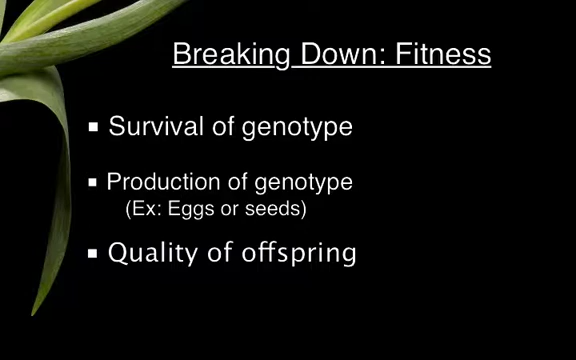 Breaking Down: Fitness
▪ Survival of genotype
▪ Production of genotype
(Ex: Eggs or seeds)
▪ Quality of offspring